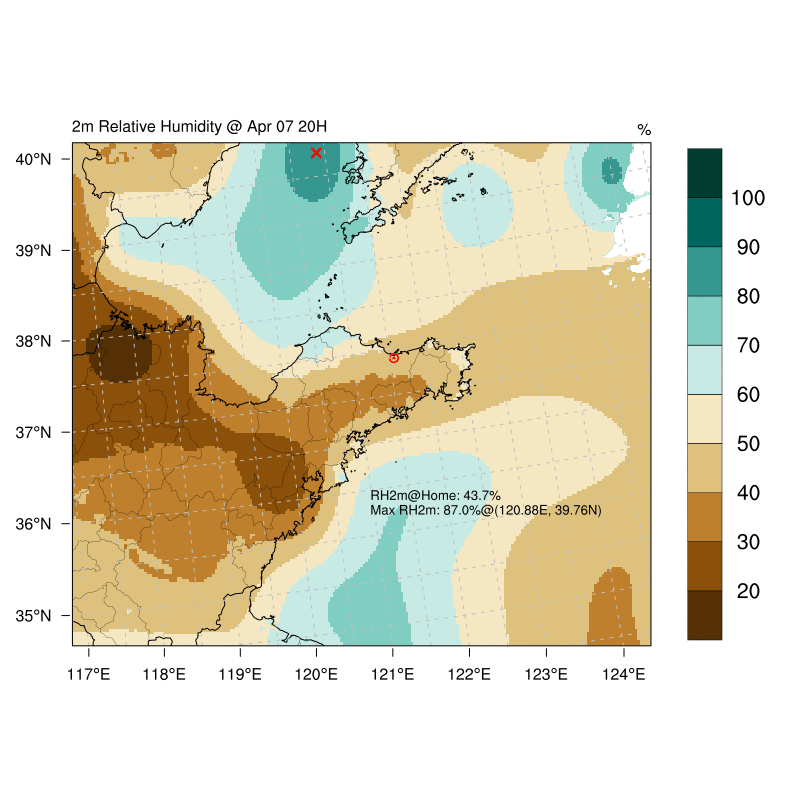 2m Relative Humidity @ Apr 07 20H
%
40°N
39°N
38°N
37°N
36°N
35°N
117°E
118°E
119°E
120°E
121°E
122°E
123°E
124°E
100
90
80
70
60
50
40
30
20
RH2m@Home: 43.7%
Max RH2m: 87.0%@(120.88E, 39.76N)
P